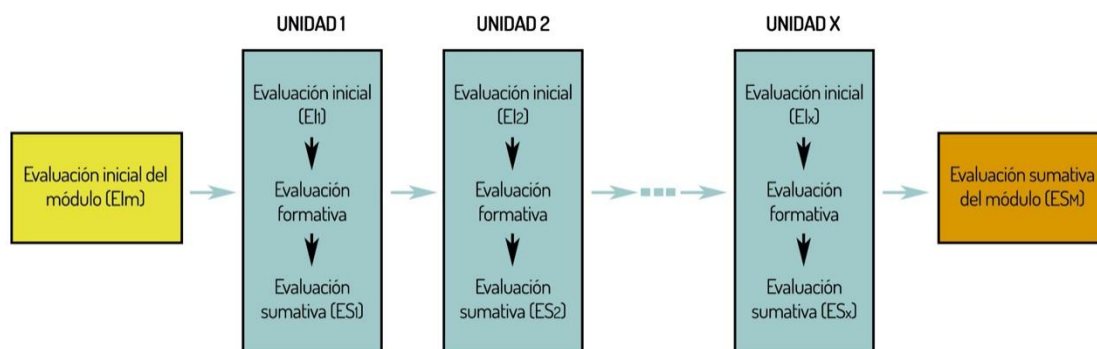 UNIDAD 1
UNIDAD 2
UNIDAD X
Evaluación inicial del
módulo (EIm)
Evaluación inicial
(EI1)
Evaluación
formativa
Evaluación
sumativa (ES1)
Evaluación inicial
(EI2)
Evaluación
formativa
Evaluación
sumativa (ES2)
Evaluación inicial
(EIx)
Evaluación
formativa
Evaluación
sumativa (ESx)
Evaluación sumativa
del módulo (ESM)